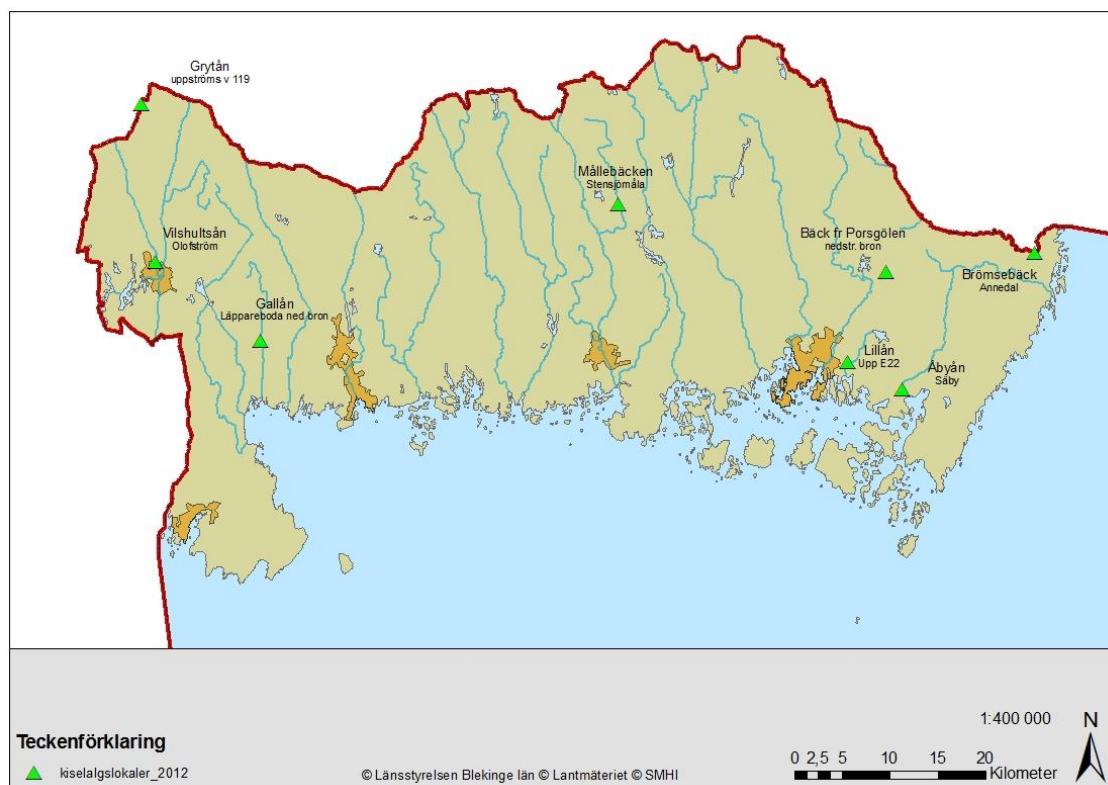 Grytån
uppströms v 119
Mållebäcken
Stensjömåla
Vilshultsån
Olofström
Bäck fr Porsgölen
nedstr. bron
Brömsebäck
Annedal
Gallån
Läppareboda ned bron
Lillån
Upp E22
Åbyån
Säby
1:400 000
N
Teckenförklaring
kiselalgslokaler_2012
© Länsstyrelsen Blekinge län © Lantmäteriet © SMHI
0 2,5 5 10 15 20
Kilometer